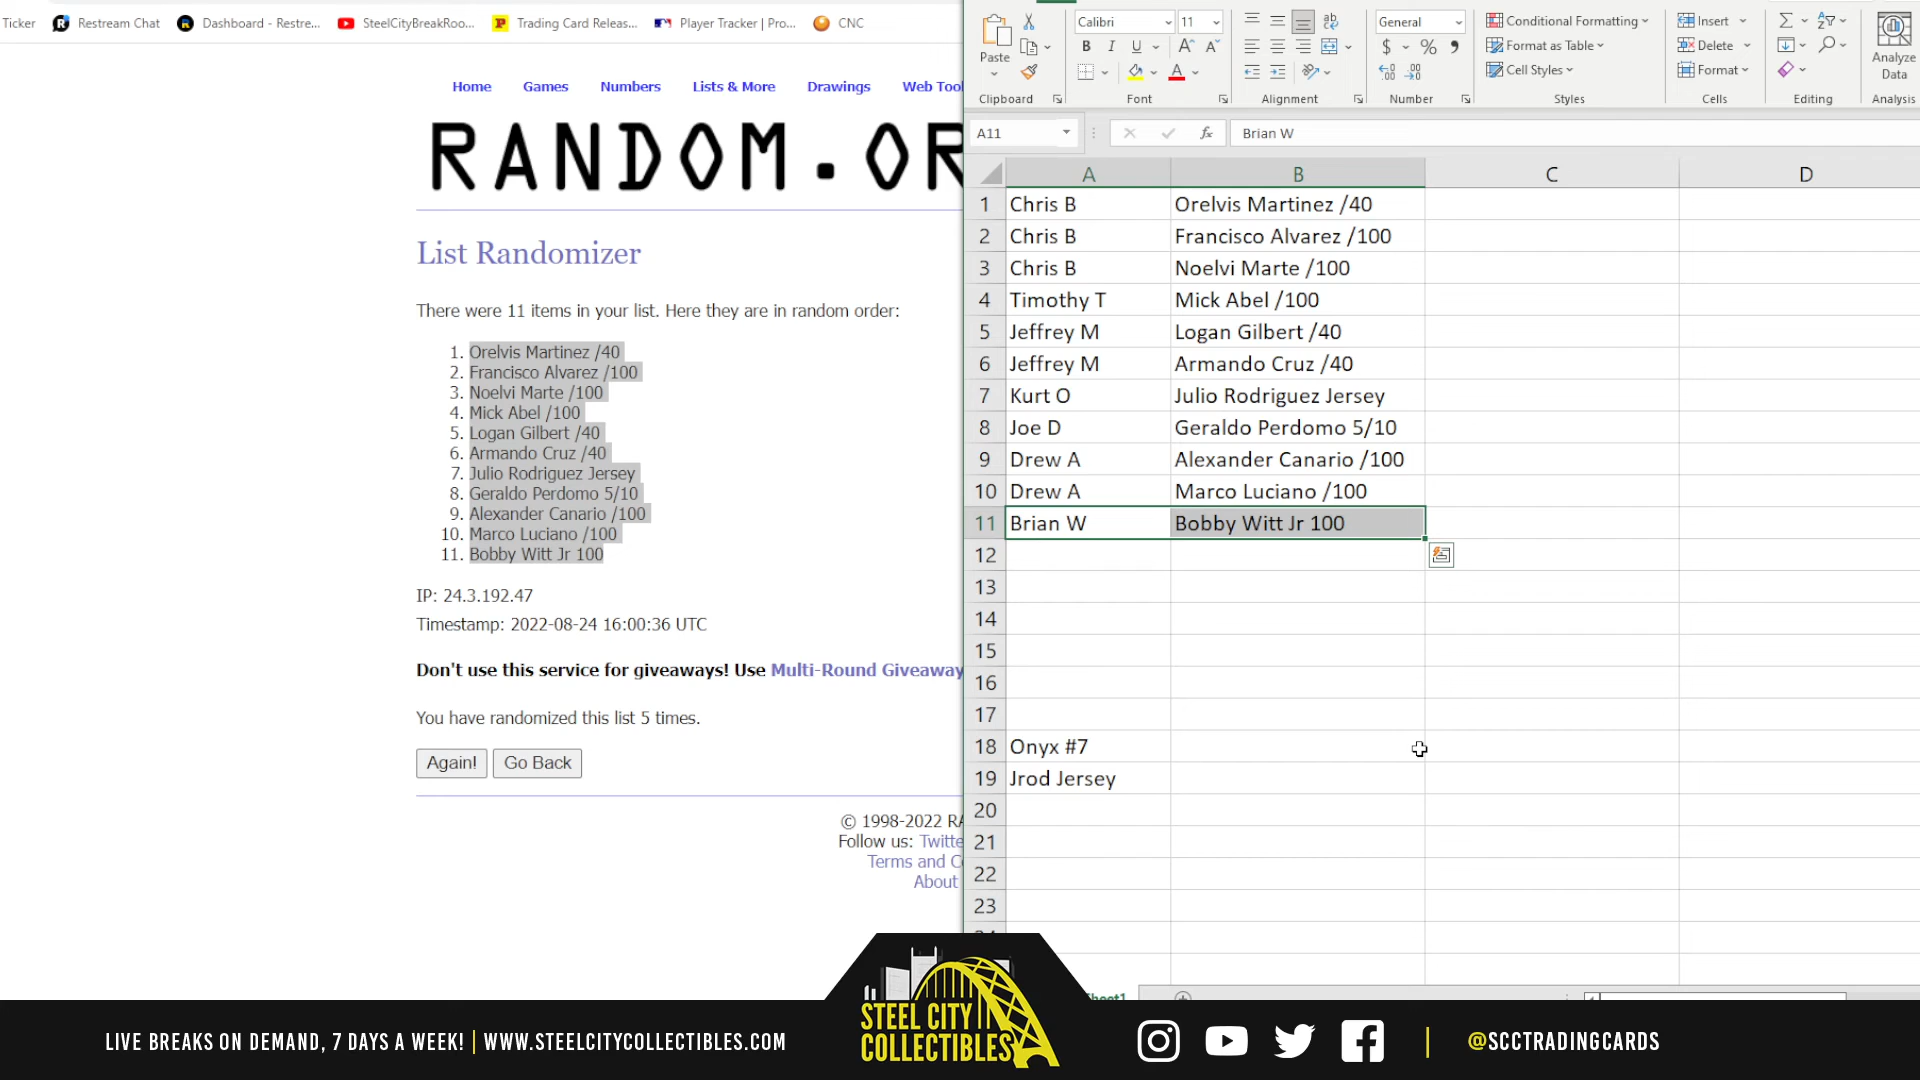 Ticker Restream Chat Dashboard - Restre... SteelCityBreakRoo... Trading Card Releas... Player Tracker | Pro... CNC
Home Games Numbers Lists & More Drawings Web Tool
RANDOM.OR
List Randomizer
There were 11 items in your list. Here they are in random order:
1. Orelvis Martinez /40
2. Francisco Alvarez /100
3. Noelvi Marte /100
4. Mick Abel /100
5. Logan Gilbert /40
6. Armando Cruz /40
7. Julio Rodriguez Jersey
8. Geraldo Perdomo 5/10
9. Alexander Canario /100
10. Marco Luciano /100
11. Bobby Witt Jr 100
IP: 24.3.192.47
Timestamp: 2022-08-24 16:00:36 UTC
Don't use this service for giveaways! Use Multi-Round Giveaway
You have randomized this list 5 times.
Again! Go Back
© 1998-2022 RA
Follow us: Twitte
Terms and Co
About
Paste
Calibri 11
B I U A A
General
$ % 9
Conditional Formatting
Format as Table
Cell Styles
Insert
Delete
Format
Analyze
Data
Clipboard Font Alignment Number Styles Cells Editing Analysis
A11 fx Brian W
A B C D
1 Chris B Orelvis Martinez /40
2 Chris B Francisco Alvarez /100
3 Chris B Noelvi Marte /100
4 Timothy T Mick Abel /100
5 Jeffrey M Logan Gilbert /40
6 Jeffrey M Armando Cruz /40
7 Kurt O Julio Rodriguez Jersey
8 Joe D Geraldo Perdomo 5/10
9 Drew A Alexander Canario /100
10 Drew A Marco Luciano /100
11 Brian W Bobby Witt Jr 100
12
13
14
15
16
17
18 Onyx #7
19 Jrod Jersey
20
21
22
23
24
Sheet1
LIVE BREAKS ON DEMAND, 7 DAYS A WEEK! | WWW.STEELCITYCOLLECTIBLES.COM
STEEL CITY
COLLECTIBLES
| @SCCTRADINGCARDS